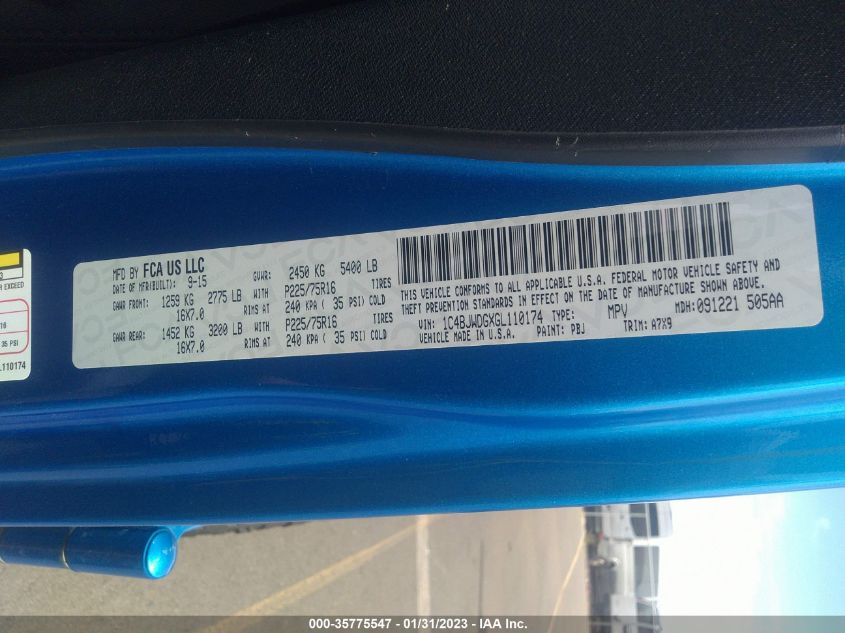 MFD BY FCA US LLC
DATE OF MFR(BUILT): 9-15 GVWR: 2450 KG 5400 LB
GAWR FRONT: 1259 KG 2775 LB WITH P225/75R16 TIRES
16X7.0 RIMS AT 240 KPA ( 35 PSI) COLD
GAWR REAR: 1452 KG 3200 LB WITH P225/75R16 TIRES
16X7.0 RIMS AT 240 KPA ( 35 PSI) COLD
THIS VEHICLE CONFORMS TO ALL APPLICABLE U.S.A. FEDERAL MOTOR VEHICLE SAFETY AND
THEFT PREVENTION STANDARDS IN EFFECT ON THE DATE OF MANUFACTURE SHOWN ABOVE.
VIN: 1C4BJWDGXGL110174 TYPE: MPV MDH: 091221 505AA
VEHICLE MADE IN U.S.A. PAINT: PBJ TRIM: A7X9
3
R EXCEED
16
35 PSI
L110174
000-35775547 - 01/31/2023 - IAA Inc.